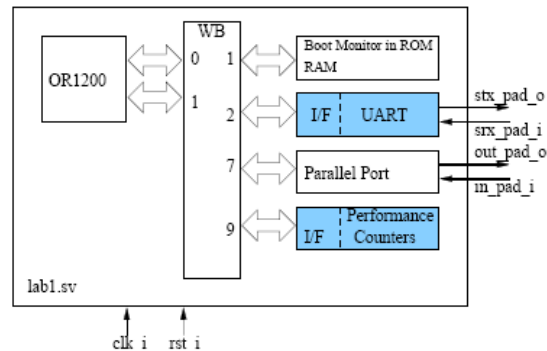 WB
OR1200
0
1
1
2
7
9
Boot Monitor in ROM
RAM
I/F
UART
Parallel Port
I/F
Performance
Counters
stx_pad_o
srx_pad_i
out_pad_o
in_pad_i
lab1.sv
clk_i
rst_i